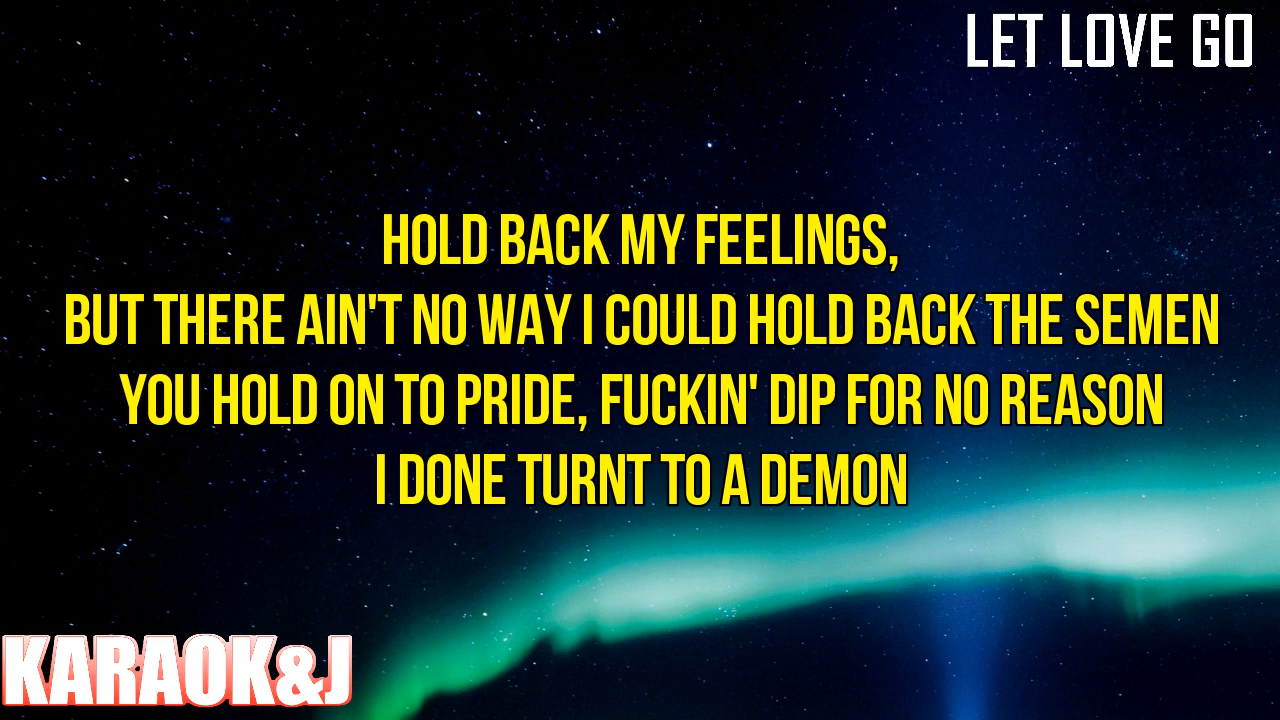 LET LOVE GO
HOLD BACK MY FEELINGS,
BUT THERE AIN'T NO WAY I COULD HOLD BACK THE SEMEN
YOU HOLD ON TO PRIDE, FUCKIN' DIP FOR NO REASON
I DONE TURNT TO A DEMON
KARAOK&J